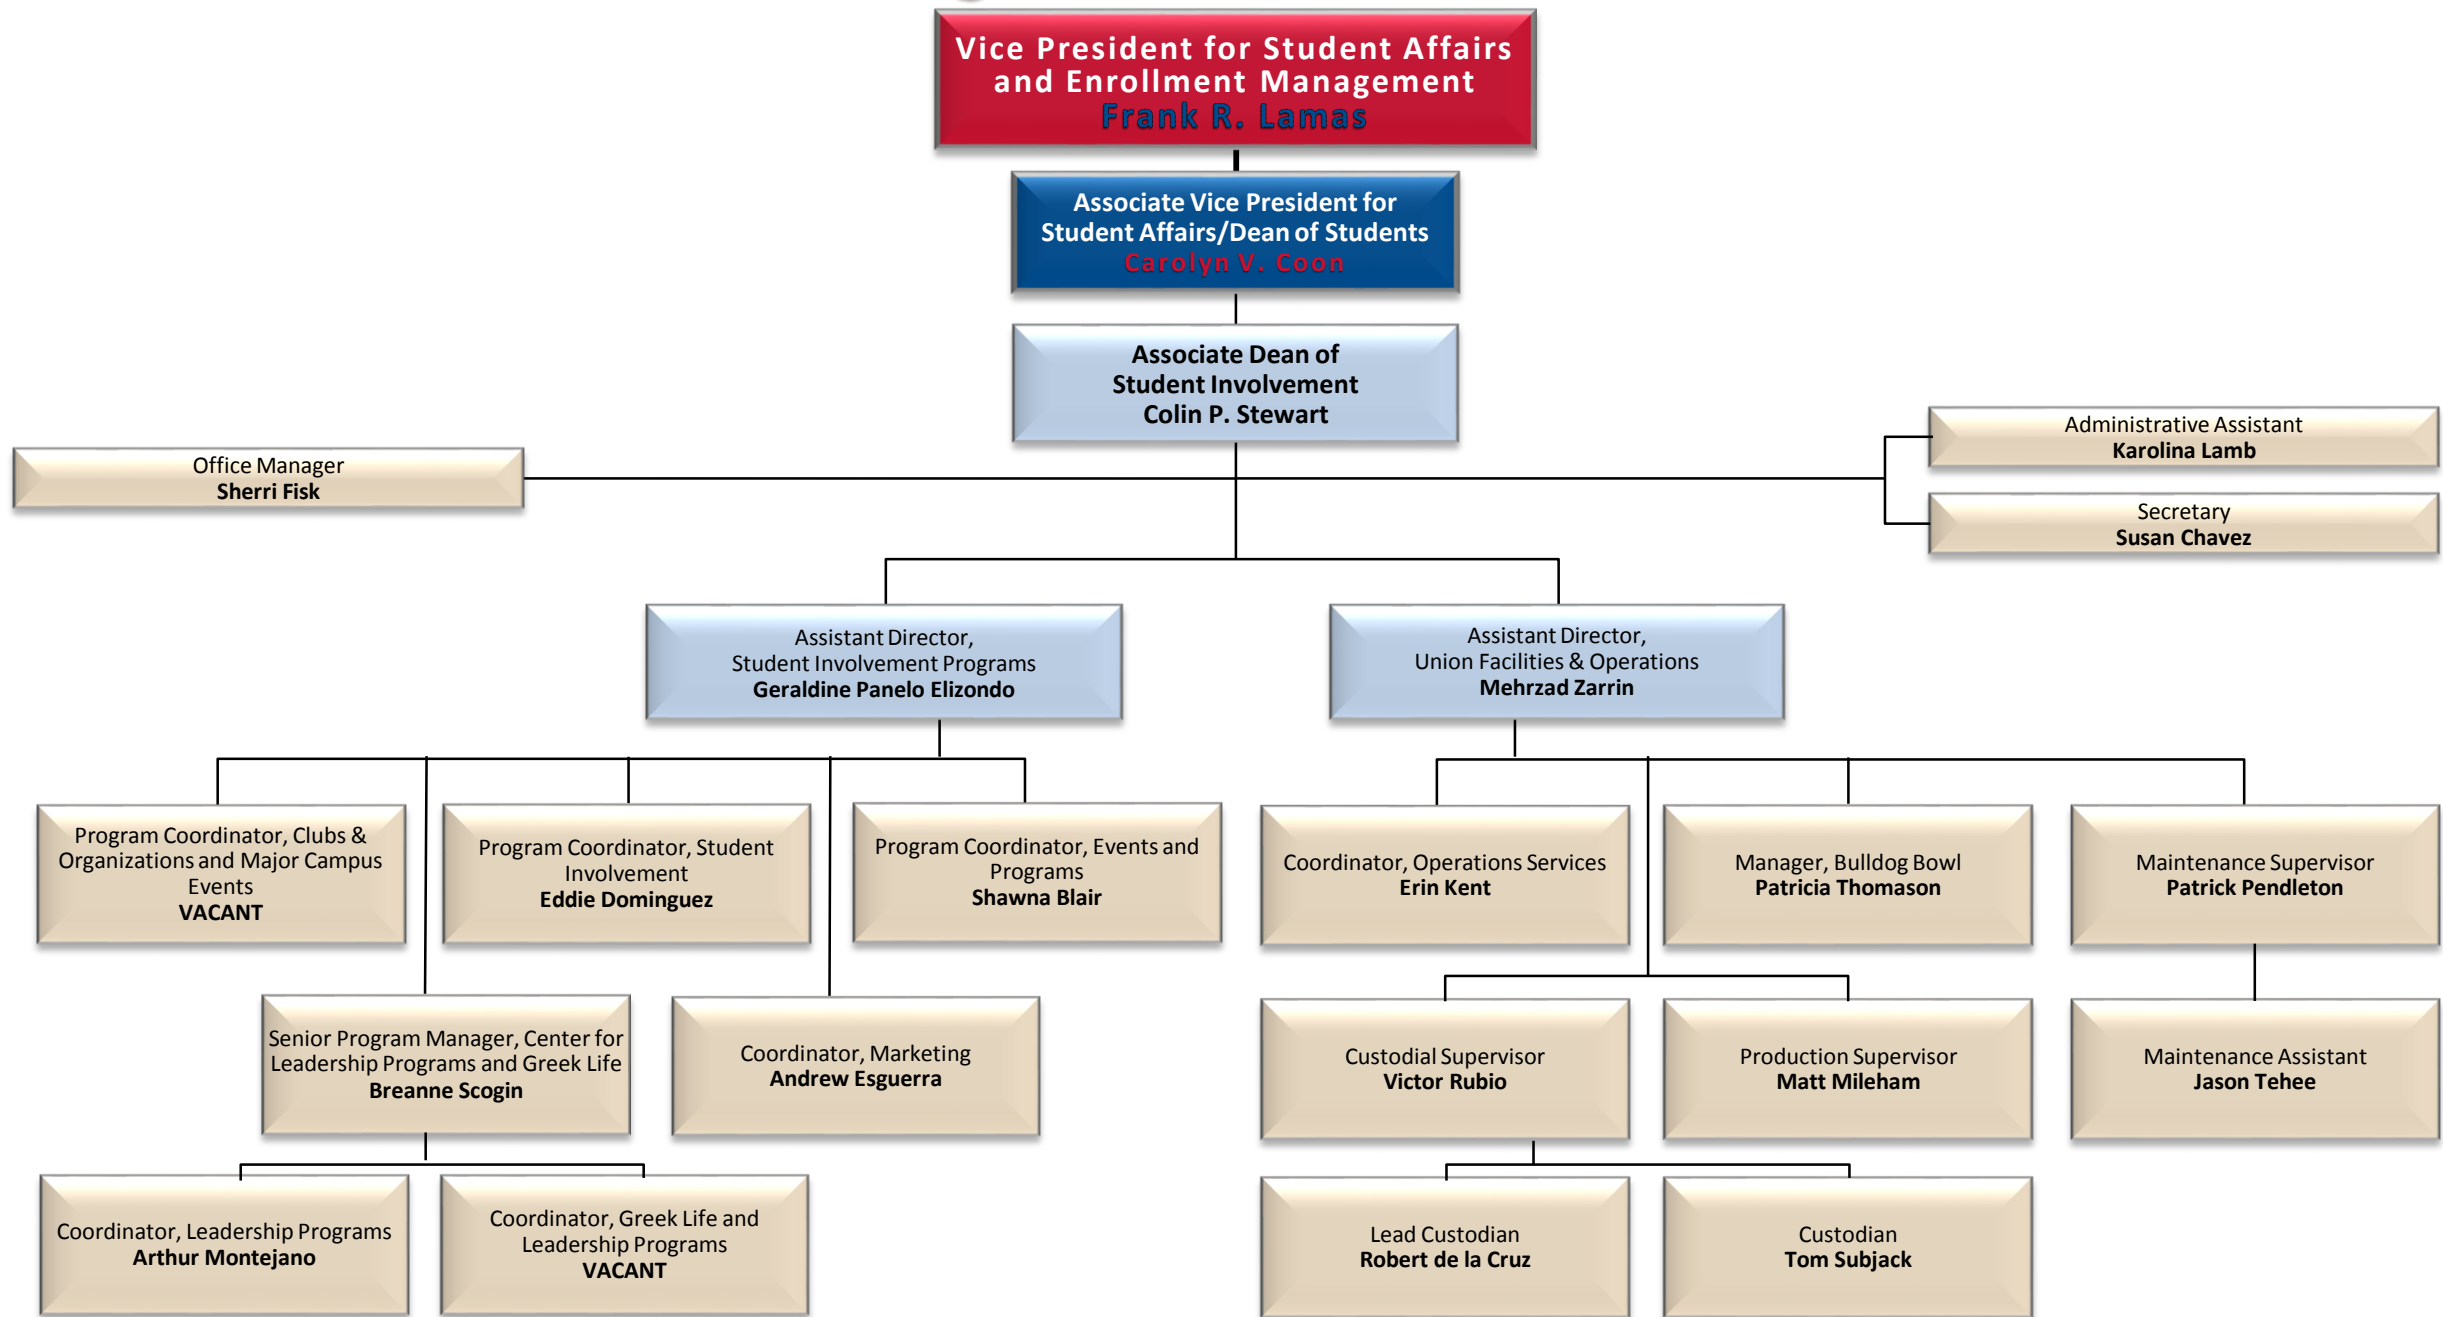 Vice President for Student Affairs
and Enrollment Management
Frank R. Lamas
Associate Vice President for
Student Affairs/Dean of Students
Carolyn V. Coon
Associate Dean of
Student Involvement
Colin P. Stewart
Office Manager
Sherri Fisk
Administrative Assistant
Karolina Lamb
Secretary
Susan Chavez
Assistant Director,
Student Involvement Programs
Geraldine Panelo Elizondo
Assistant Director,
Union Facilities & Operations
Mehrzad Zarrin
Program Coordinator, Clubs &
Organizations and Major Campus
Events
VACANT
Program Coordinator, Student
Involvement
Eddie Dominguez
Program Coordinator, Events and
Programs
Shawna Blair
Coordinator, Operations Services
Erin Kent
Manager, Bulldog Bowl
Patricia Thomason
Maintenance Supervisor
Patrick Pendleton
Senior Program Manager, Center for
Leadership Programs and Greek Life
Breanne Scogin
Coordinator, Marketing
Andrew Esguerra
Custodial Supervisor
Victor Rubio
Production Supervisor
Matt Mileham
Maintenance Assistant
Jason Tehee
Coordinator, Leadership Programs
Arthur Montejano
Coordinator, Greek Life and
Leadership Programs
VACANT
Lead Custodian
Robert de la Cruz
Custodian
Tom Subjack